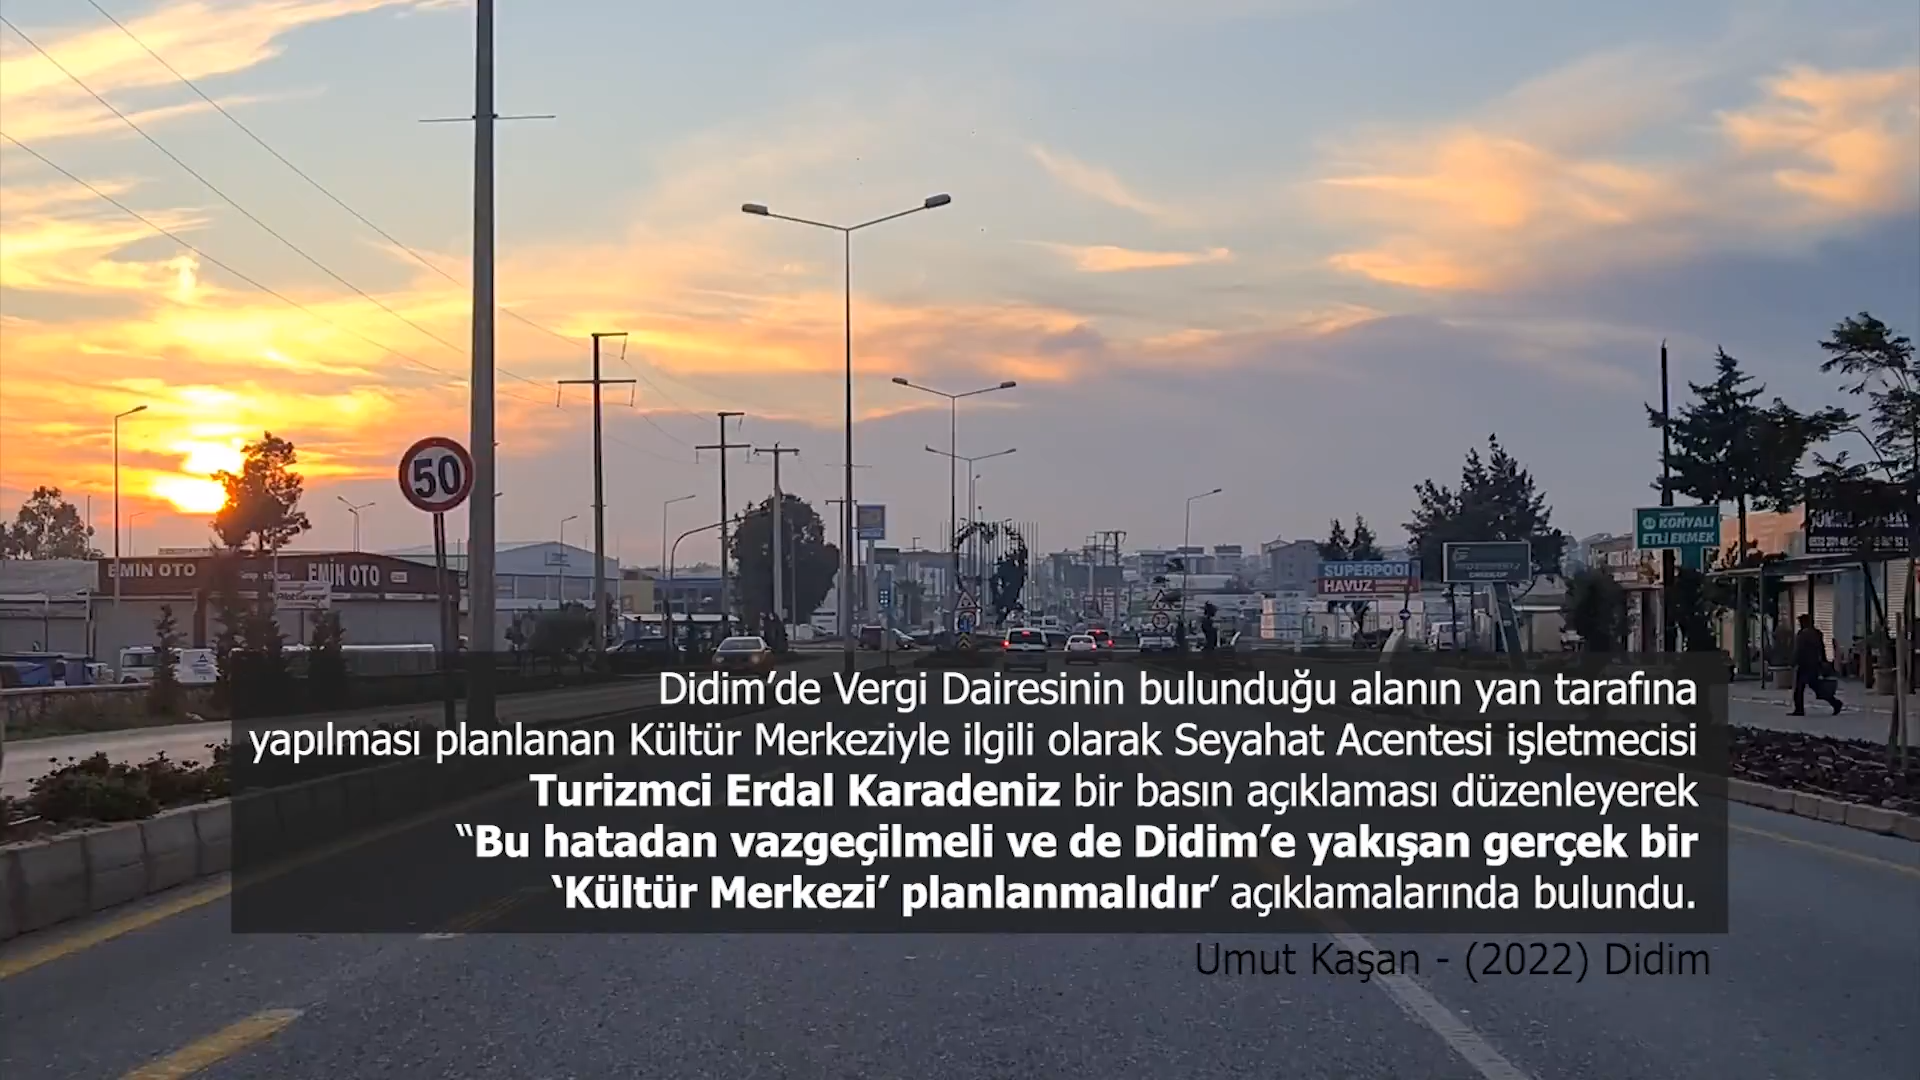 50
EMIN OTO
EMİN OTO
PilotGarage
KONYALI
ETLİ EKMEK
SUPERPOOL
HAVUZ
Didim’de Vergi Dairesinin bulunduğu alanın yan tarafına
yapılması planlanan Kültür Merkeziyle ilgili olarak Seyahat Acentesi işletmecisi
Turizmci Erdal Karadeniz bir basın açıklaması düzenleyerek
“Bu hatadan vazgeçilmeli ve de Didim’e yakışan gerçek bir
‘Kültür Merkezi’ planlanmalıdır’ açıklamalarında bulundu.
Umut Kaşan - (2022) Didim